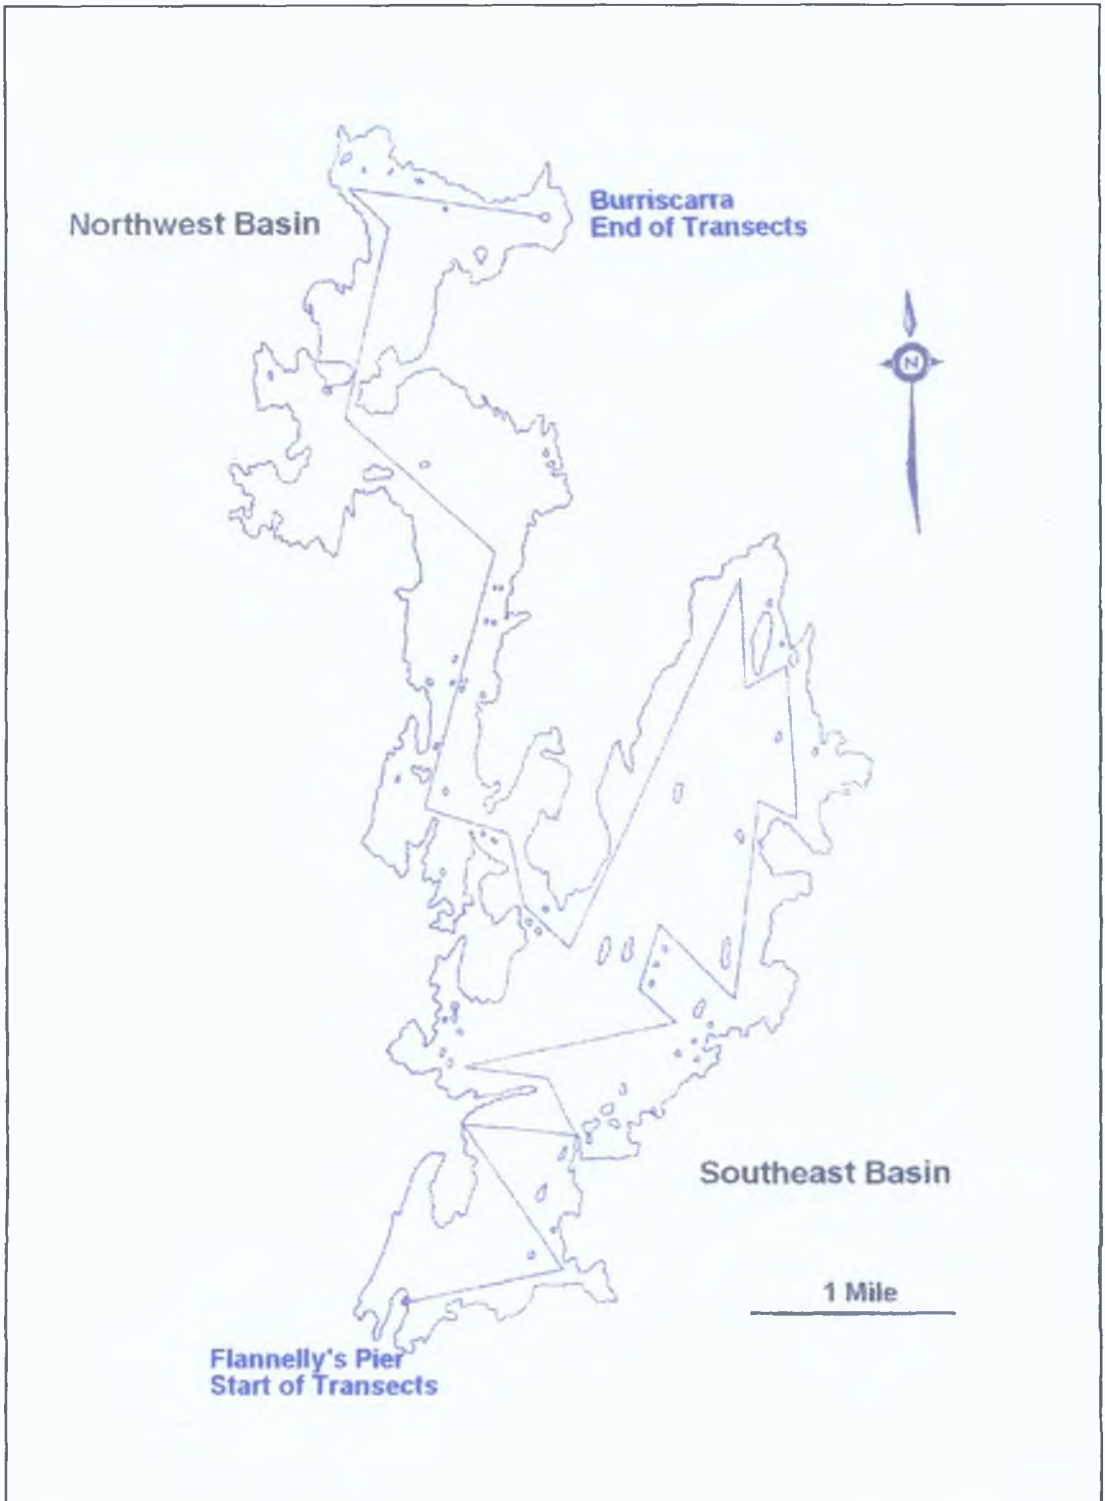 Northwest Basin
Burriscarra
End of Transects
N
Southeast Basin
1 Mile
Flannelly's Pier
Start of Transects